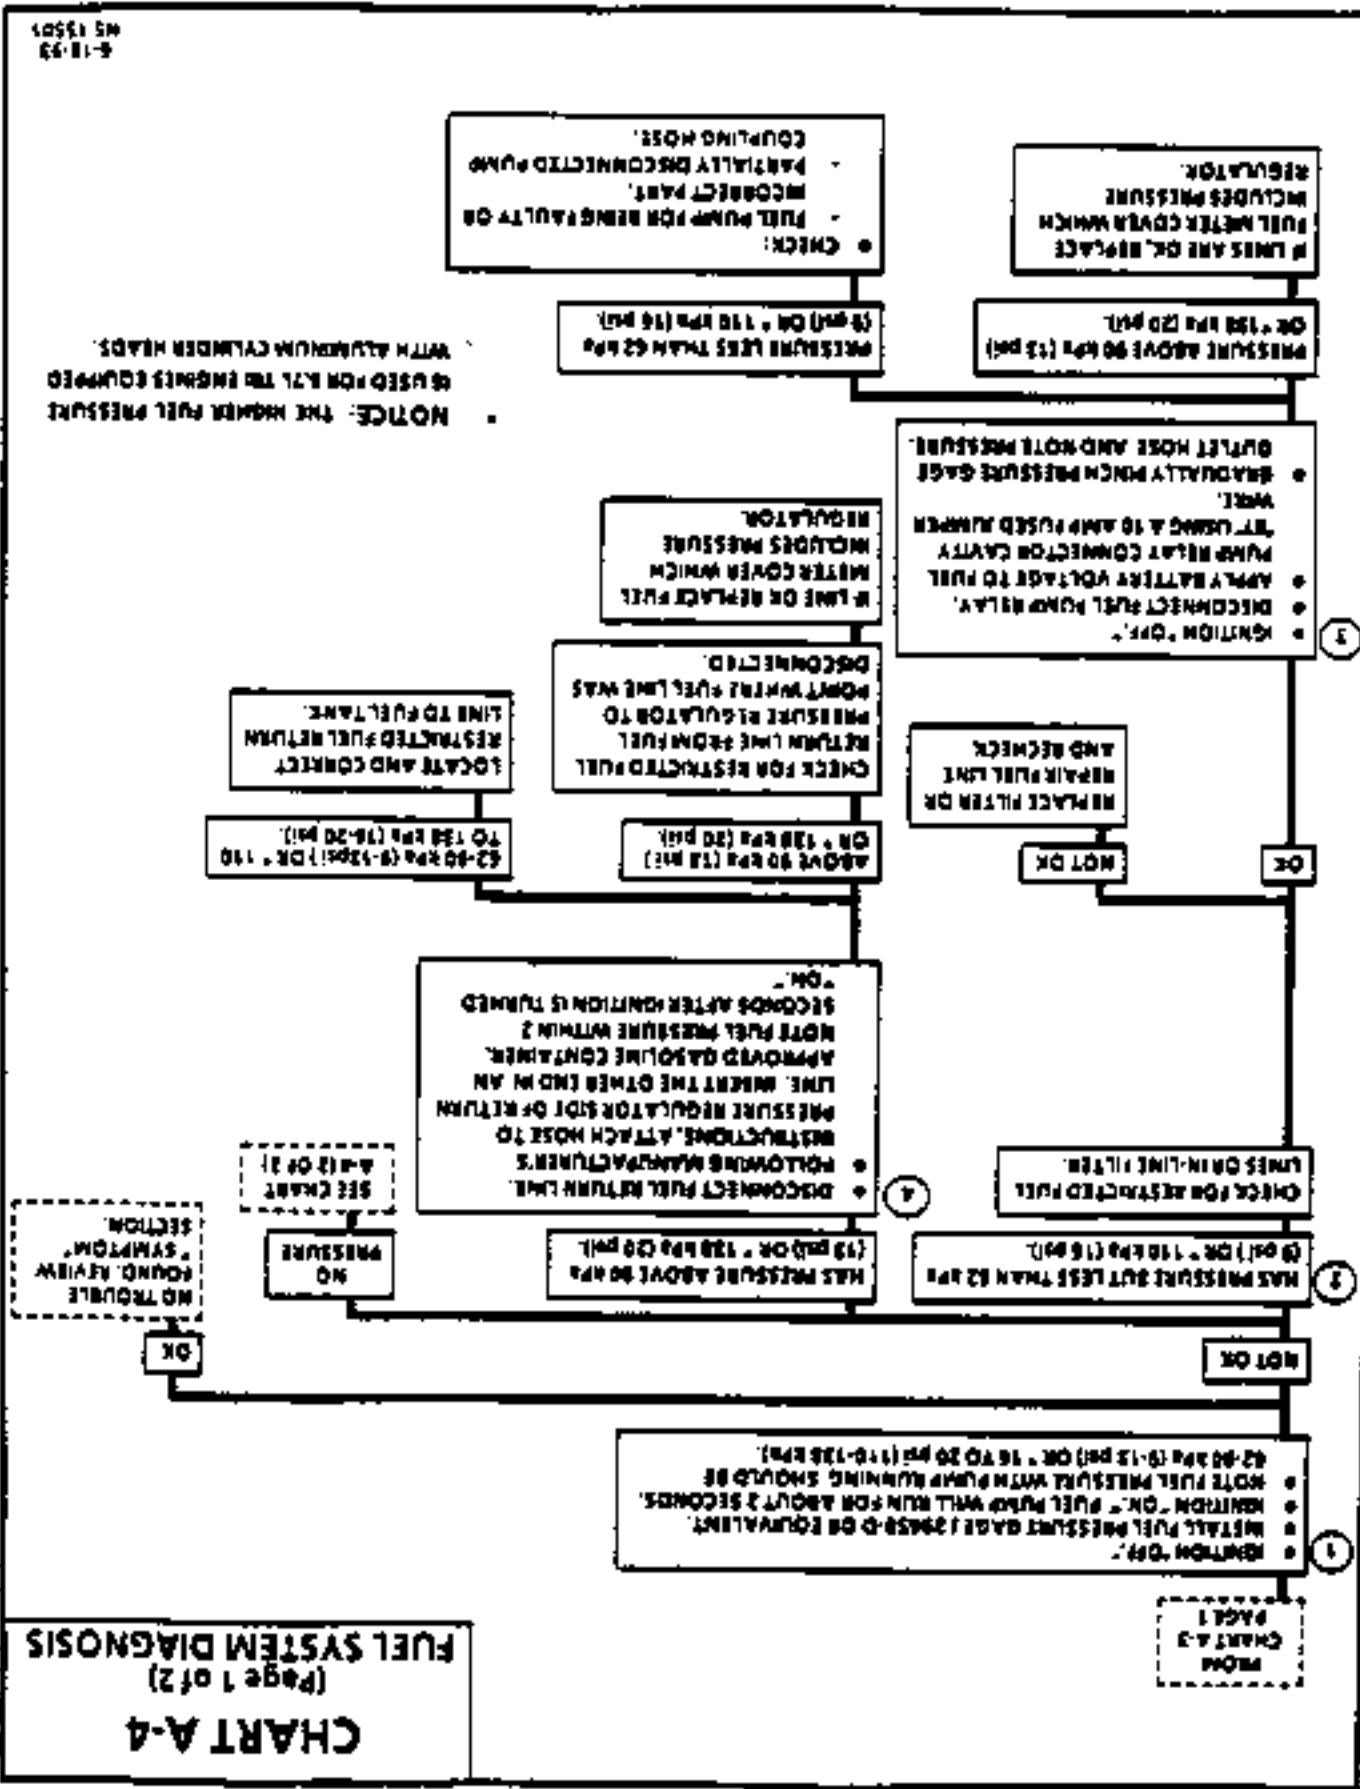 CHART A-4
(Page 1 of 2)
FUEL SYSTEM DIAGNOSIS
FROM
CHART A-3
PAGE 1
1
• IGNITION "OFF".
• INSTALL FUEL PRESSURE GAGE J 29658-D OR EQUIVALENT.
• IGNITION "ON." FUEL PUMP WILL RUN FOR ABOUT 2 SECONDS.
• NOTE FUEL PRESSURE WITH PUMP RUNNING, SHOULD BE
62-90 kPa (9-13 psi) OR * 16 TO 20 psi (110-138 kPa).
NOT OK
OK
2
HAS PRESSURE BUT LESS THAN 62 kPa
(9 psi) OR * 110 kPa (16 psi).
HAS PRESSURE ABOVE 90 kPa
(13 psi) OR * 138 kPa (20 psi).
NO
PRESSURE
NO TROUBLE
FOUND. REVIEW
"SYMPTOM"
SECTION.
CHECK FOR RESTRICTED FUEL
LINES OR IN-LINE FILTER.
4
• DISCONNECT FUEL RETURN LINE.
• FOLLOWING MANUFACTURER'S
INSTRUCTIONS, ATTACH HOSE TO
PRESSURE REGULATOR SIDE OF RETURN
LINE. INSERT THE OTHER END IN AN
APPROVED GASOLINE CONTAINER.
NOTE FUEL PRESSURE WITHIN 2
SECONDS AFTER IGNITION IS TURNED
"ON."
SEE CHART
A-4 (2 OF 2)
OK
NOT OK
ABOVE 90 kPa (13 psi)
OR * 138 kPa (20 psi).
62-90 kPa (9-13 psi) OR * 110
TO 138 kPa (16-20 psi).
REPLACE FILTER OR
REPAIR FUEL LINE
AND RECHECK
CHECK FOR RESTRICTED FUEL
RETURN LINE FROM FUEL
PRESSURE REGULATOR TO
POINT WHERE FUEL LINE WAS
DISCONNECTED.
LOCATE AND CORRECT
RESTRICTED FUEL RETURN
LINE TO FUEL TANK.
3
• IGNITION "OFF."
• DISCONNECT FUEL PUMP RELAY.
• APPLY BATTERY VOLTAGE TO FUEL
PUMP RELAY CONNECTOR CAVITY
USING A 10 AMP FUSED JUMPER
WIRE.
• GRADUALLY PINCH PRESSURE GAGE
OUTLET HOSE AND NOTE PRESSURE.
IF LINE OK REPLACE FUEL
METER COVER WHICH
INCLUDES PRESSURE
REGULATOR.
PRESSURE ABOVE 90 kPa (13 psi)
OR * 138 kPa (20 psi).
PRESSURE LESS THAN 62 kPa
(9 psi) OR * 110 kPa (16 psi).
* NOTICE: THE HIGHER FUEL PRESSURE
IS USED FOR 5.7L TBI ENGINES EQUIPPED
WITH ALUMINUM CYLINDER HEADS.
IF LINES ARE OK, REPLACE
FUEL METER COVER WHICH
INCLUDES PRESSURE
REGULATOR.
• CHECK:
- FUEL PUMP FOR BEING FAULTY OR
INCORRECT PART.
- PARTIALLY DISCONNECTED PUMP
COUPLING HOSE.
6-18-93